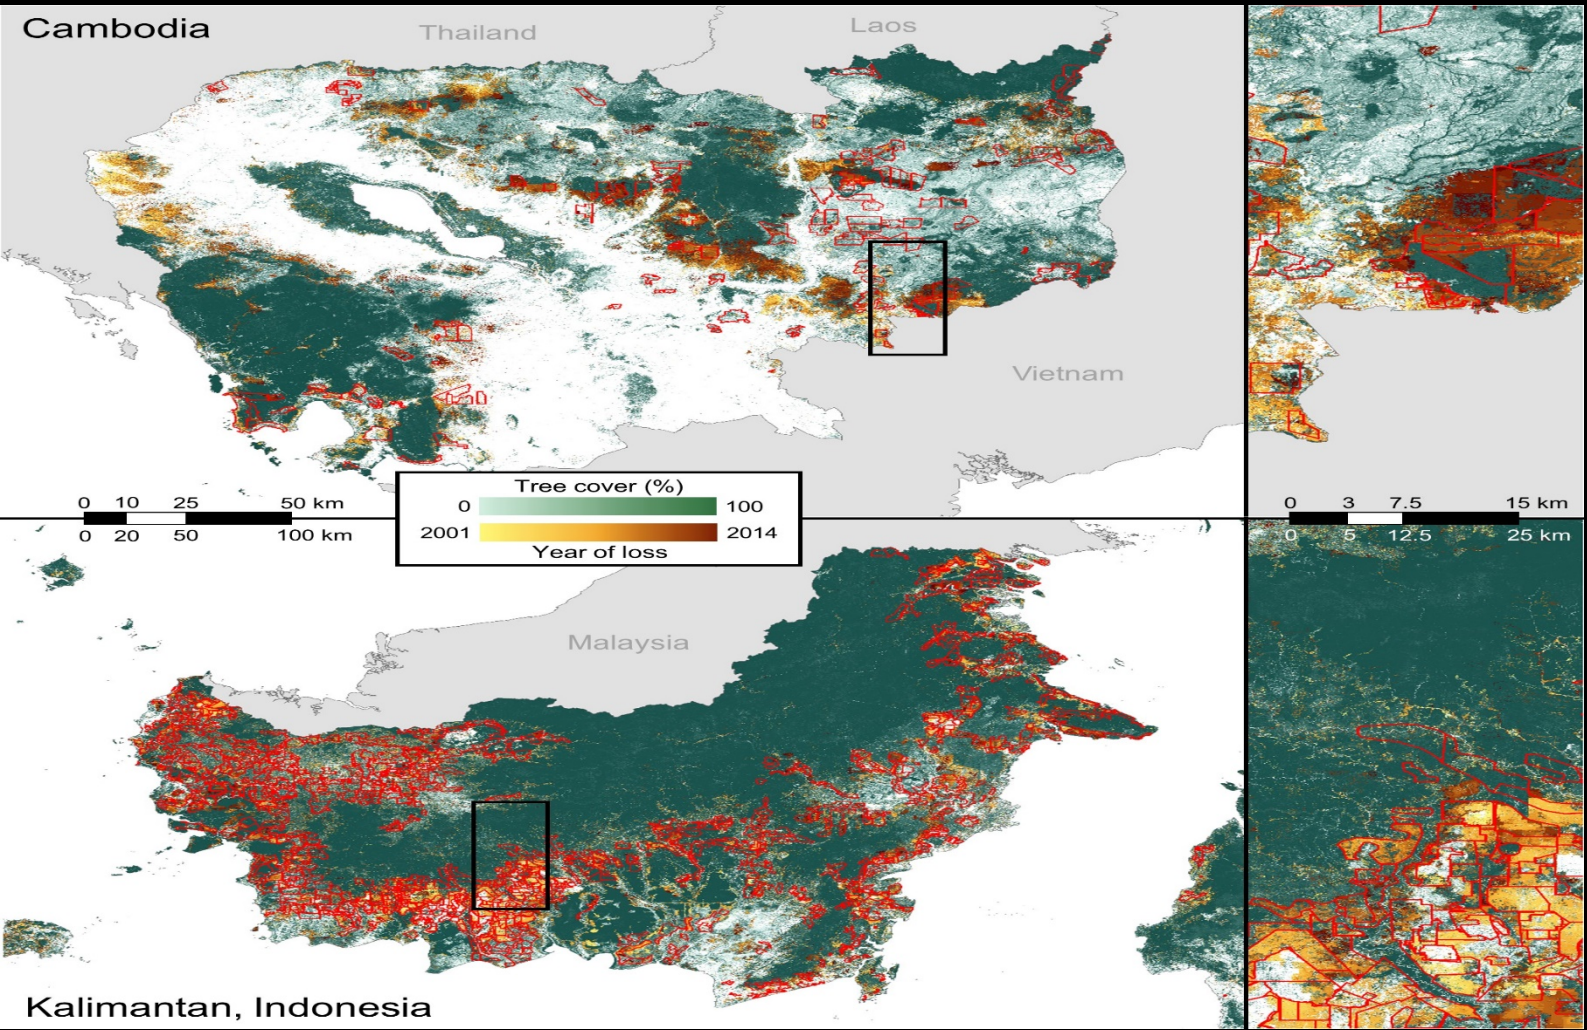 Cambodia
Thailand
Laos
Vietnam
0 10 25 50 km
0 20 50 100 km
Tree cover (%)
0 100
2001 2014
Year of loss
0 3 7.5 15 km
0 5 12.5 25 km
Malaysia
Kalimantan, Indonesia